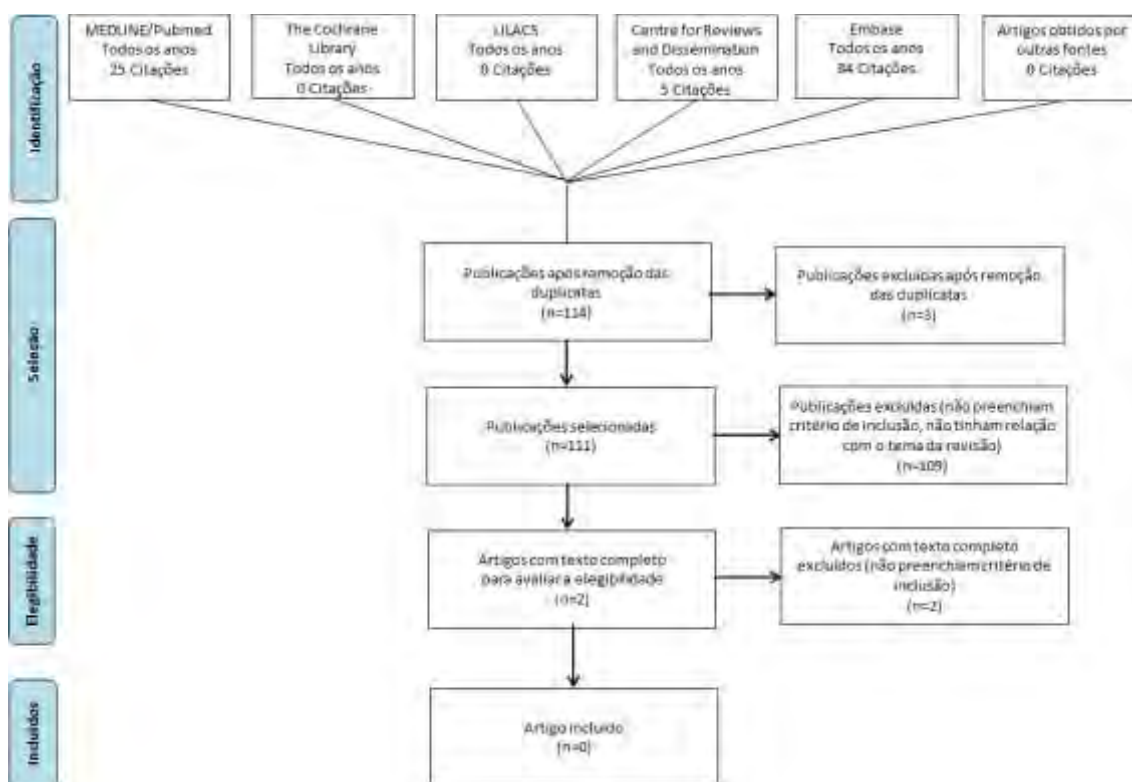 Identificação
MEDLINE/Pubmed
Todos os anos
25 Citações
The Cochrane
Library
Todos os anos
0 Citações
LILACS
Todos os anos
0 Citações
Centre for Reviews
and Dissémination
Todos os anos
5 Citações
Embase
Todos os anos
84 Citações
Artigos obtidos por
outras fontes
0 Citações
Seleção
Publicações após remoção das
duplicatas
(n=114)
Publicações excluídas após remoção
das duplicatas
(n=3)
Publicações selecionadas
(n=111)
Publicações excluídas (não preenchiam
critério de inclusão, não tinham relação
com o tema da revisão)
(n=109)
Elegibilidade
Artigos com texto completo
para avaliar a elegibilidade
(n=2)
Artigos com texto completo
excluídos (não preenchiam critério de
inclusão)
(n=2)
Incluídos
Artigo incluído
(n=0)